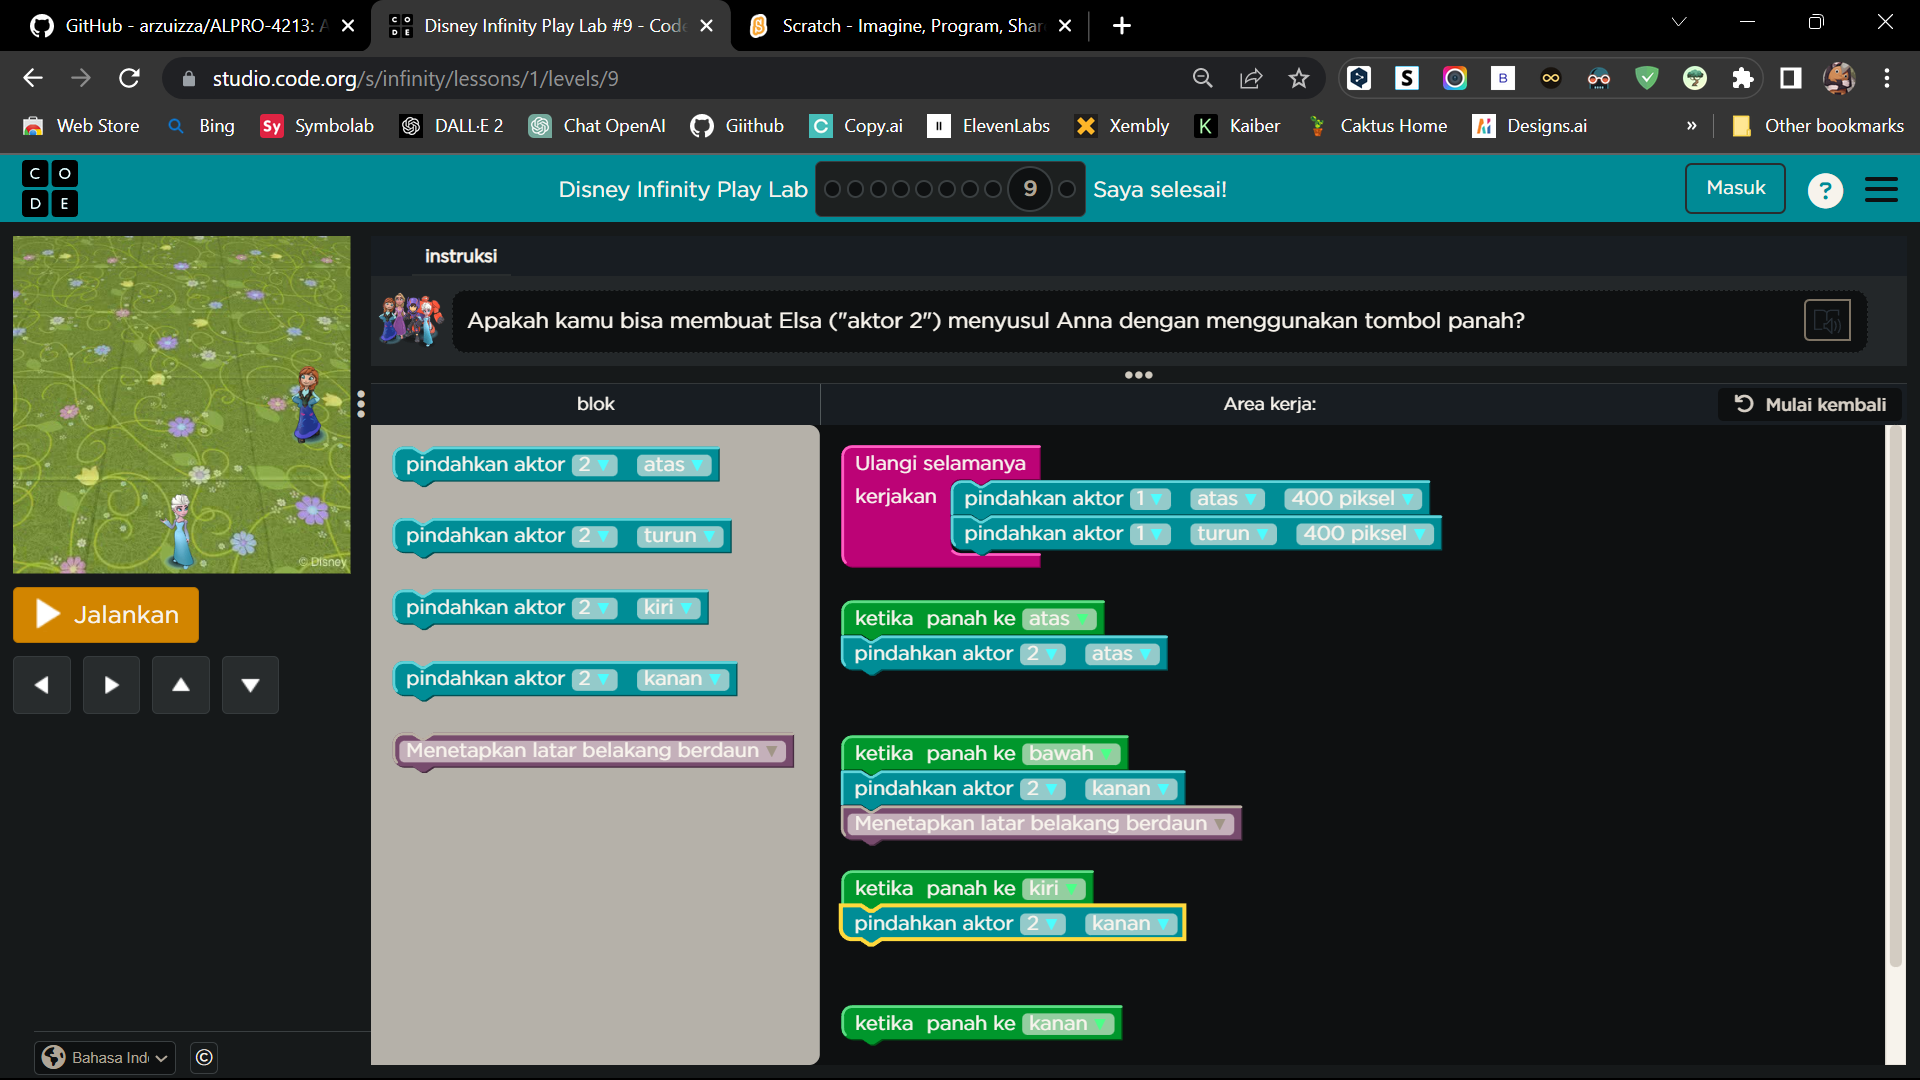 GitHub - arzuizza/ALPRO-4213: A
Disney Infinity Play Lab #9 - Code
Scratch - Imagine, Program, Shar
studio.code.org/s/infinity/lessons/1/levels/9
Web Store
Bing
Sy Symbolab
DALL·E 2
Chat OpenAI
Giithub
C Copy.ai
ElevenLabs
Xembly
K Kaiber
Caktus Home
Designs.ai
»
Other bookmarks
C O
D E
Disney Infinity Play Lab
9
Saya selesai!
Masuk
?
instruksi
Apakah kamu bisa membuat Elsa ("aktor 2") menyusul Anna dengan menggunakan tombol panah?
blok
Area kerja:
Mulai kembali
© Disney
Jalankan
pindahkan aktor 2 atas
pindahkan aktor 2 turun
pindahkan aktor 2 kiri
pindahkan aktor 2 kanan
Menetapkan latar belakang berdaun
Ulangi selamanya
kerjakan
pindahkan aktor 1 atas 400 piksel
pindahkan aktor 1 turun 400 piksel
ketika panah ke atas
pindahkan aktor 2 atas
ketika panah ke bawah
pindahkan aktor 2 kanan
Menetapkan latar belakang berdaun
ketika panah ke kiri
pindahkan aktor 2 kanan
ketika panah ke kanan
Bahasa Ind
©